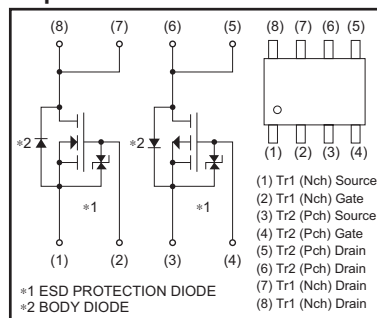 (8) (7) (6) (5)
(8) (7) (6) (5)
*2
*2
*1
*1
(1) (2) (3) (4)
(1) (2) (3) (4)
(1) Tr1 (Nch) Source
(2) Tr1 (Nch) Gate
(3) Tr2 (Pch) Source
(4) Tr2 (Pch) Gate
(5) Tr2 (Pch) Drain
(6) Tr2 (Pch) Drain
(7) Tr1 (Nch) Drain
(8) Tr1 (Nch) Drain
*1 ESD PROTECTION DIODE
*2 BODY DIODE